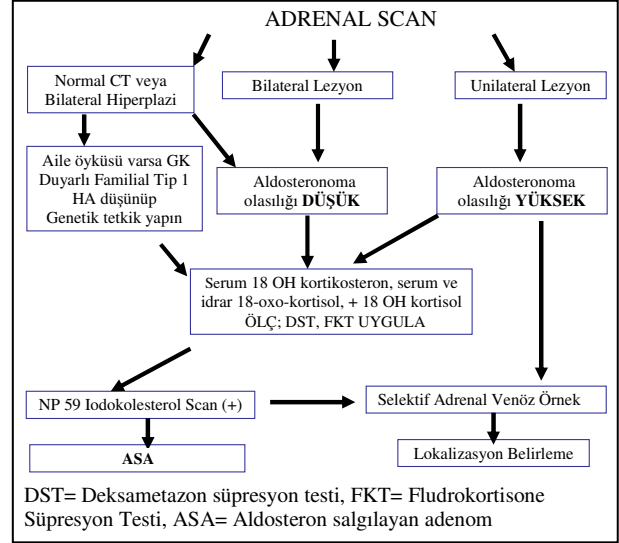 ADRENAL SCAN
Normal CT veya
Bilateral Hiperplazi
Bilateral Lezyon
Unilateral Lezyon
Aile öyküsü varsa GK
Duyarlı Familial Tip 1
HA düşünüp
Genetik tetkik yapın
Aldosteronoma
olasılığı DÜŞÜK
Aldosteronoma
olasılığı YÜKSEK
Serum 18 OH kortikosteron, serum ve
idrar 18-oxo-kortisol, + 18 OH kortisol
ÖLÇ; DST, FKT UYGULA
NP 59 Iodokolesterol Scan (+)
Selektif Adrenal Venöz Örnek
ASA
Lokalizasyon Belirleme
DST= Deksametazon süpresyon testi, FKT= Fludrokortisone
Süpresyon Testi, ASA= Aldosteron salgılayan adenom